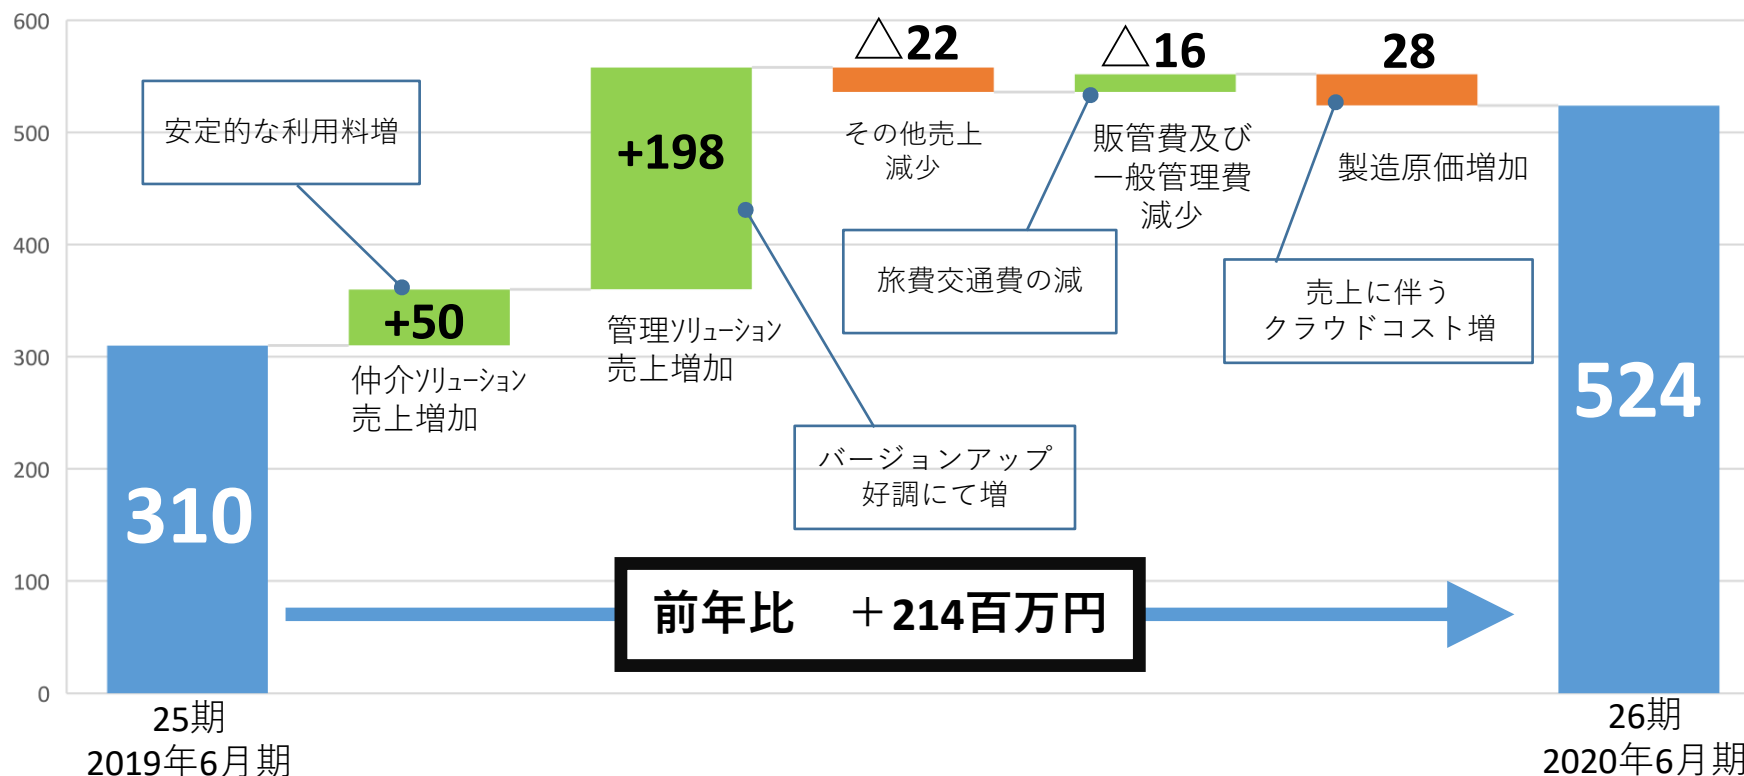 600
500
400
300
200
100
0
安定的な利用料増
+50
仲介ｿﾘｭｰｼｮﾝ
売上増加
+198
管理ｿﾘｭｰｼｮﾝ
売上増加
バージョンアップ
好調にて増
△22
その他売上
減少
△16
販管費及び
一般管理費
減少
旅費交通費の減
28
製造原価増加
売上に伴う
クラウドコスト増
310
524
前年比　＋214百万円
25期
2019年6月期
26期
2020年6月期